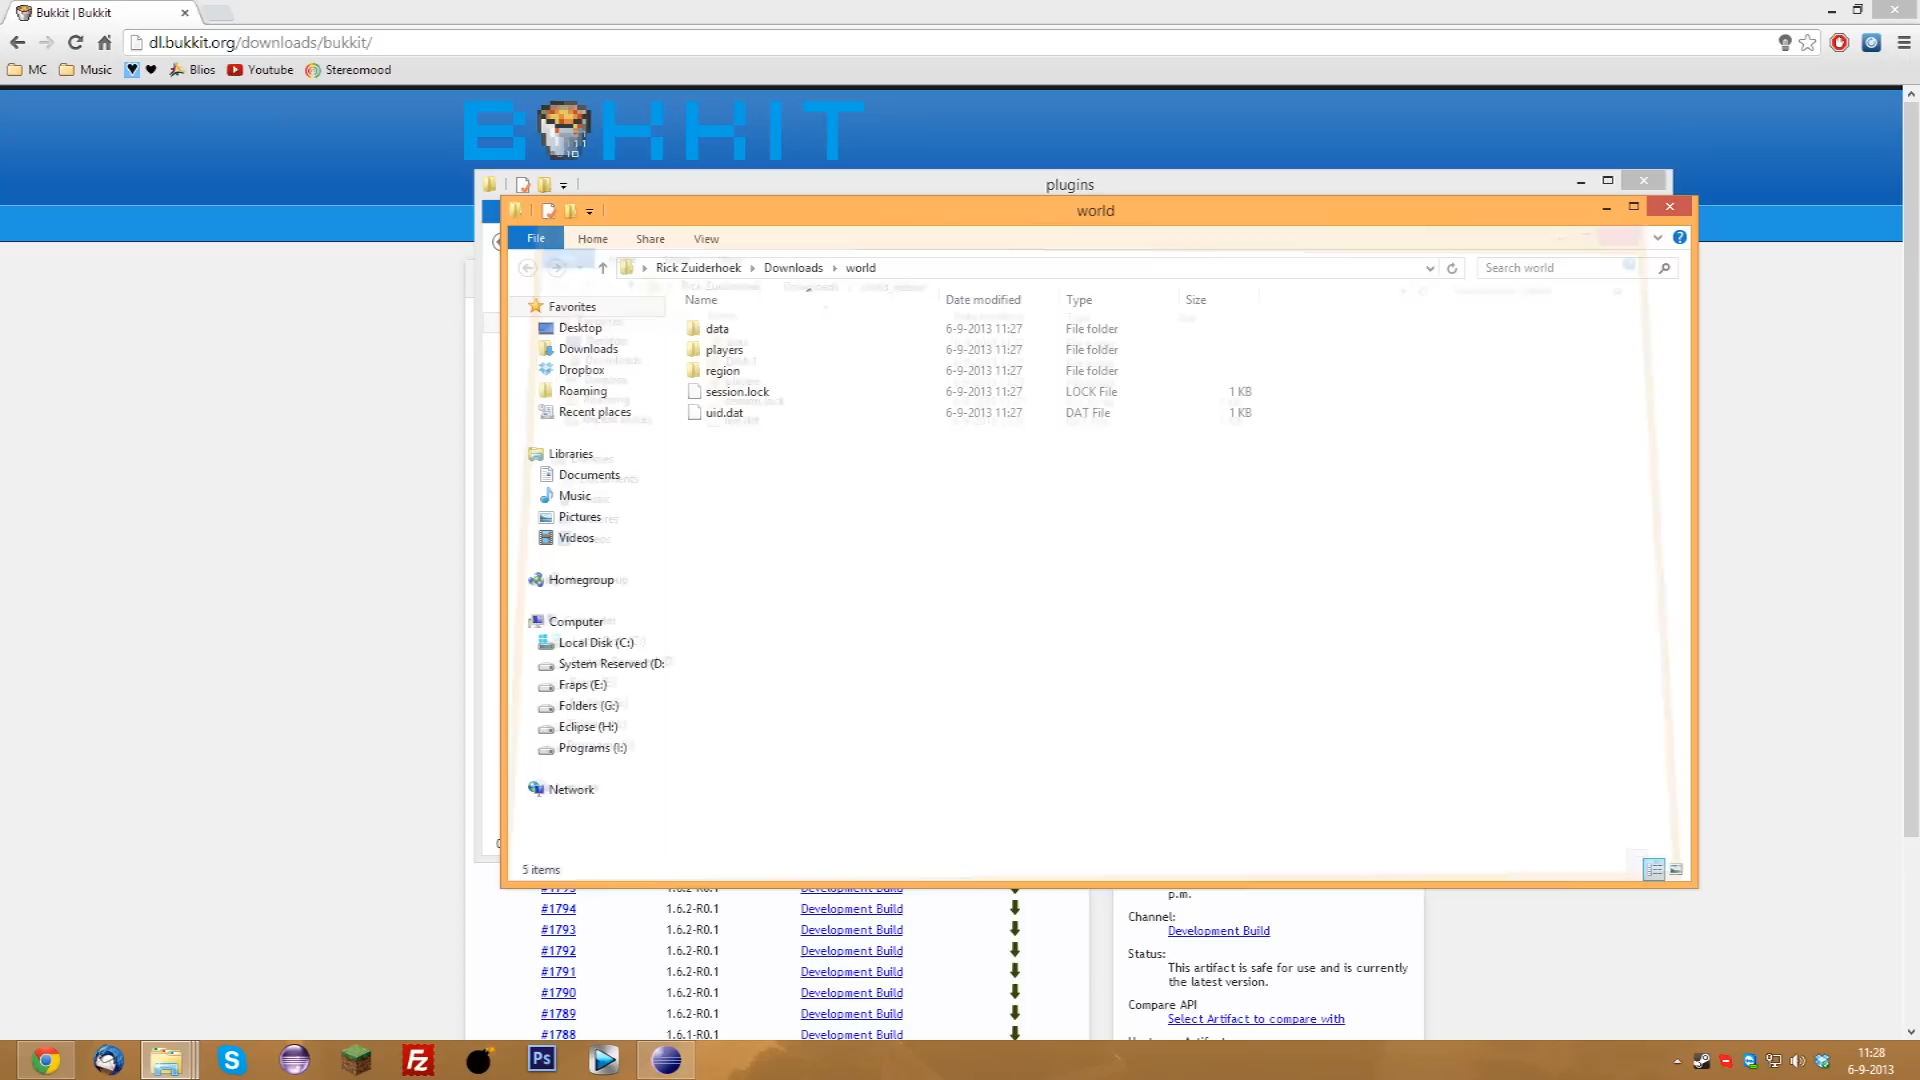 Bukkit | Bukkit
dl.bukkit.org/downloads/bukkit/
MC Music Blios Youtube Stereomood
BUKKIT
plugins
world
File Home Share View
Rick Zuiderhoek Downloads world Search world
Name Date modified Type Size
Favorites
Desktop
Downloads
Dropbox
Roaming
Recent places
Libraries
Documents
Music
Pictures
Videos
Homegroup
Computer
Local Disk (C:)
System Reserved (D:
Fraps (E:)
Folders (G:)
Eclipse (H:)
Programs (I:)
Network
data 6-9-2013 11:27 File folder
players 6-9-2013 11:27 File folder
region 6-9-2013 11:27 File folder
session.lock 6-9-2013 11:27 LOCK File 1 KB
uid.dat 6-9-2013 11:27 DAT File 1 KB
5 items
#1794 1.6.2-R0.1 Development Build
#1793 1.6.2-R0.1 Development Build
#1792 1.6.2-R0.1 Development Build
#1791 1.6.2-R0.1 Development Build
#1790 1.6.2-R0.1 Development Build
#1789 1.6.2-R0.1 Development Build
#1788 1.6.1-R0.1 Development Build
p.m.
Channel:
Development Build
Status:
This artifact is safe for use and is currently
the latest version.
Compare API
Select Artifact to compare with
Ps
11:28
6-9-2013